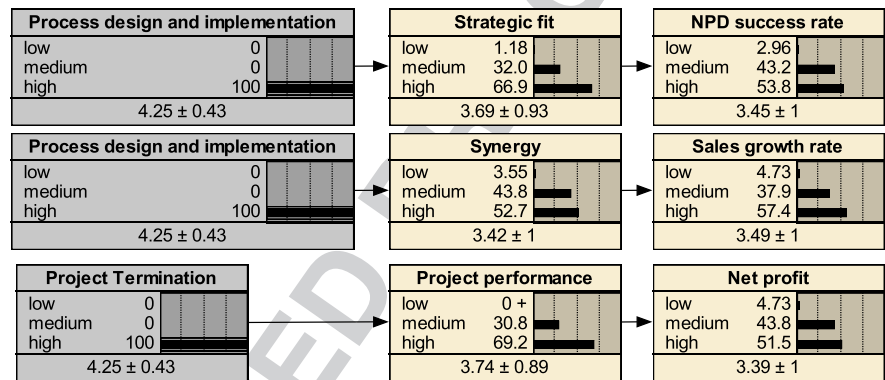 Process design and implementation
low 0
medium 0
high 100
4.25 ± 0.43
Strategic fit
low 1.18
medium 32.0
high 66.9
3.69 ± 0.93
NPD success rate
low 2.96
medium 43.2
high 53.8
3.45 ± 1
Process design and implementation
low 0
medium 0
high 100
4.25 ± 0.43
Synergy
low 3.55
medium 43.8
high 52.7
3.42 ± 1
Sales growth rate
low 4.73
medium 37.9
high 57.4
3.49 ± 1
Project Termination
low 0
medium 0
high 100
4.25 ± 0.43
Project performance
low 0 +
medium 30.8
high 69.2
3.74 ± 0.89
Net profit
low 4.73
medium 43.8
high 51.5
3.39 ± 1